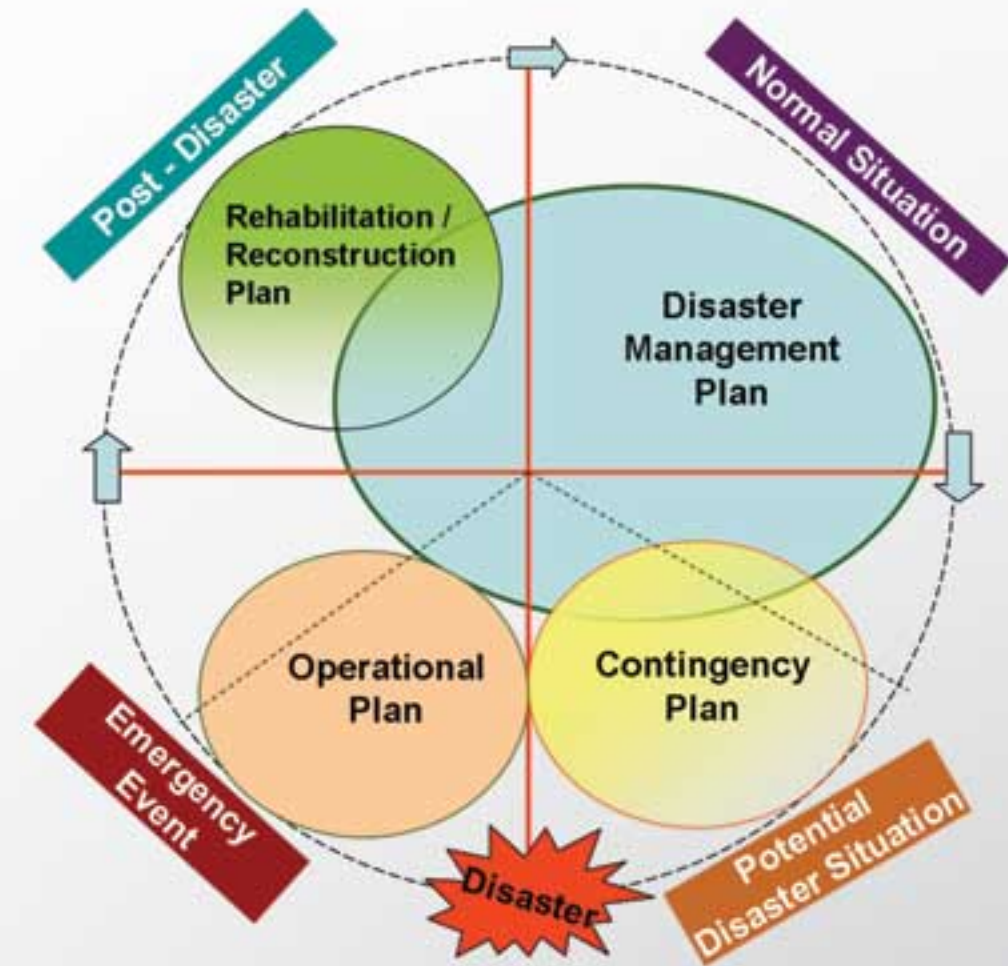 Post - Disaster
Normal Situation
Rehabilitation /
Reconstruction
Plan
Disaster
Management
Plan
Operational
Plan
Contingency
Plan
Emergency
Event
Disaster
Potential
Disaster Situation